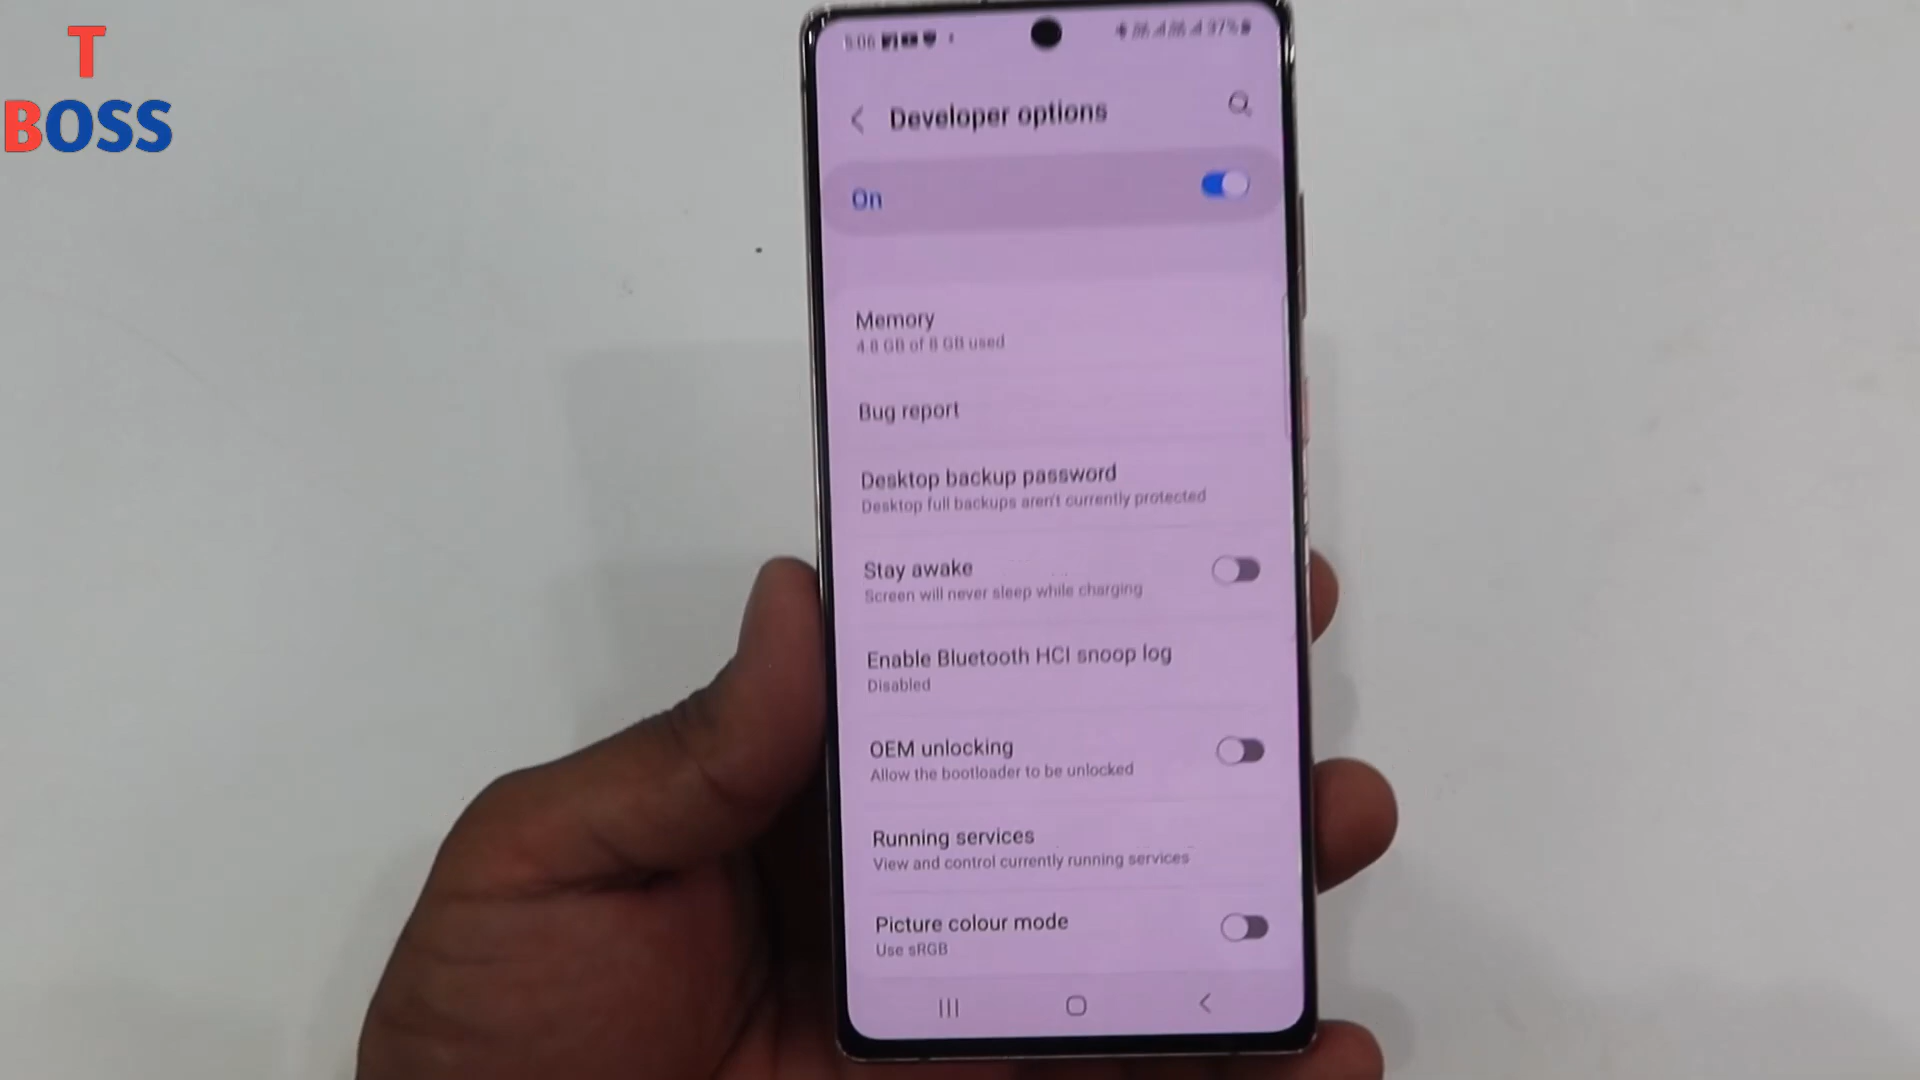 T
BOSS
Developer options
On
Memory
4.8 GB of 8 GB used
Bug report
Desktop backup password
Desktop full backups aren't currently protected
Stay awake
Screen will never sleep while charging
Enable Bluetooth HCI snoop log
Disabled
OEM unlocking
Allow the bootloader to be unlocked
Running services
View and control currently running services
Picture colour mode
Use sRGB